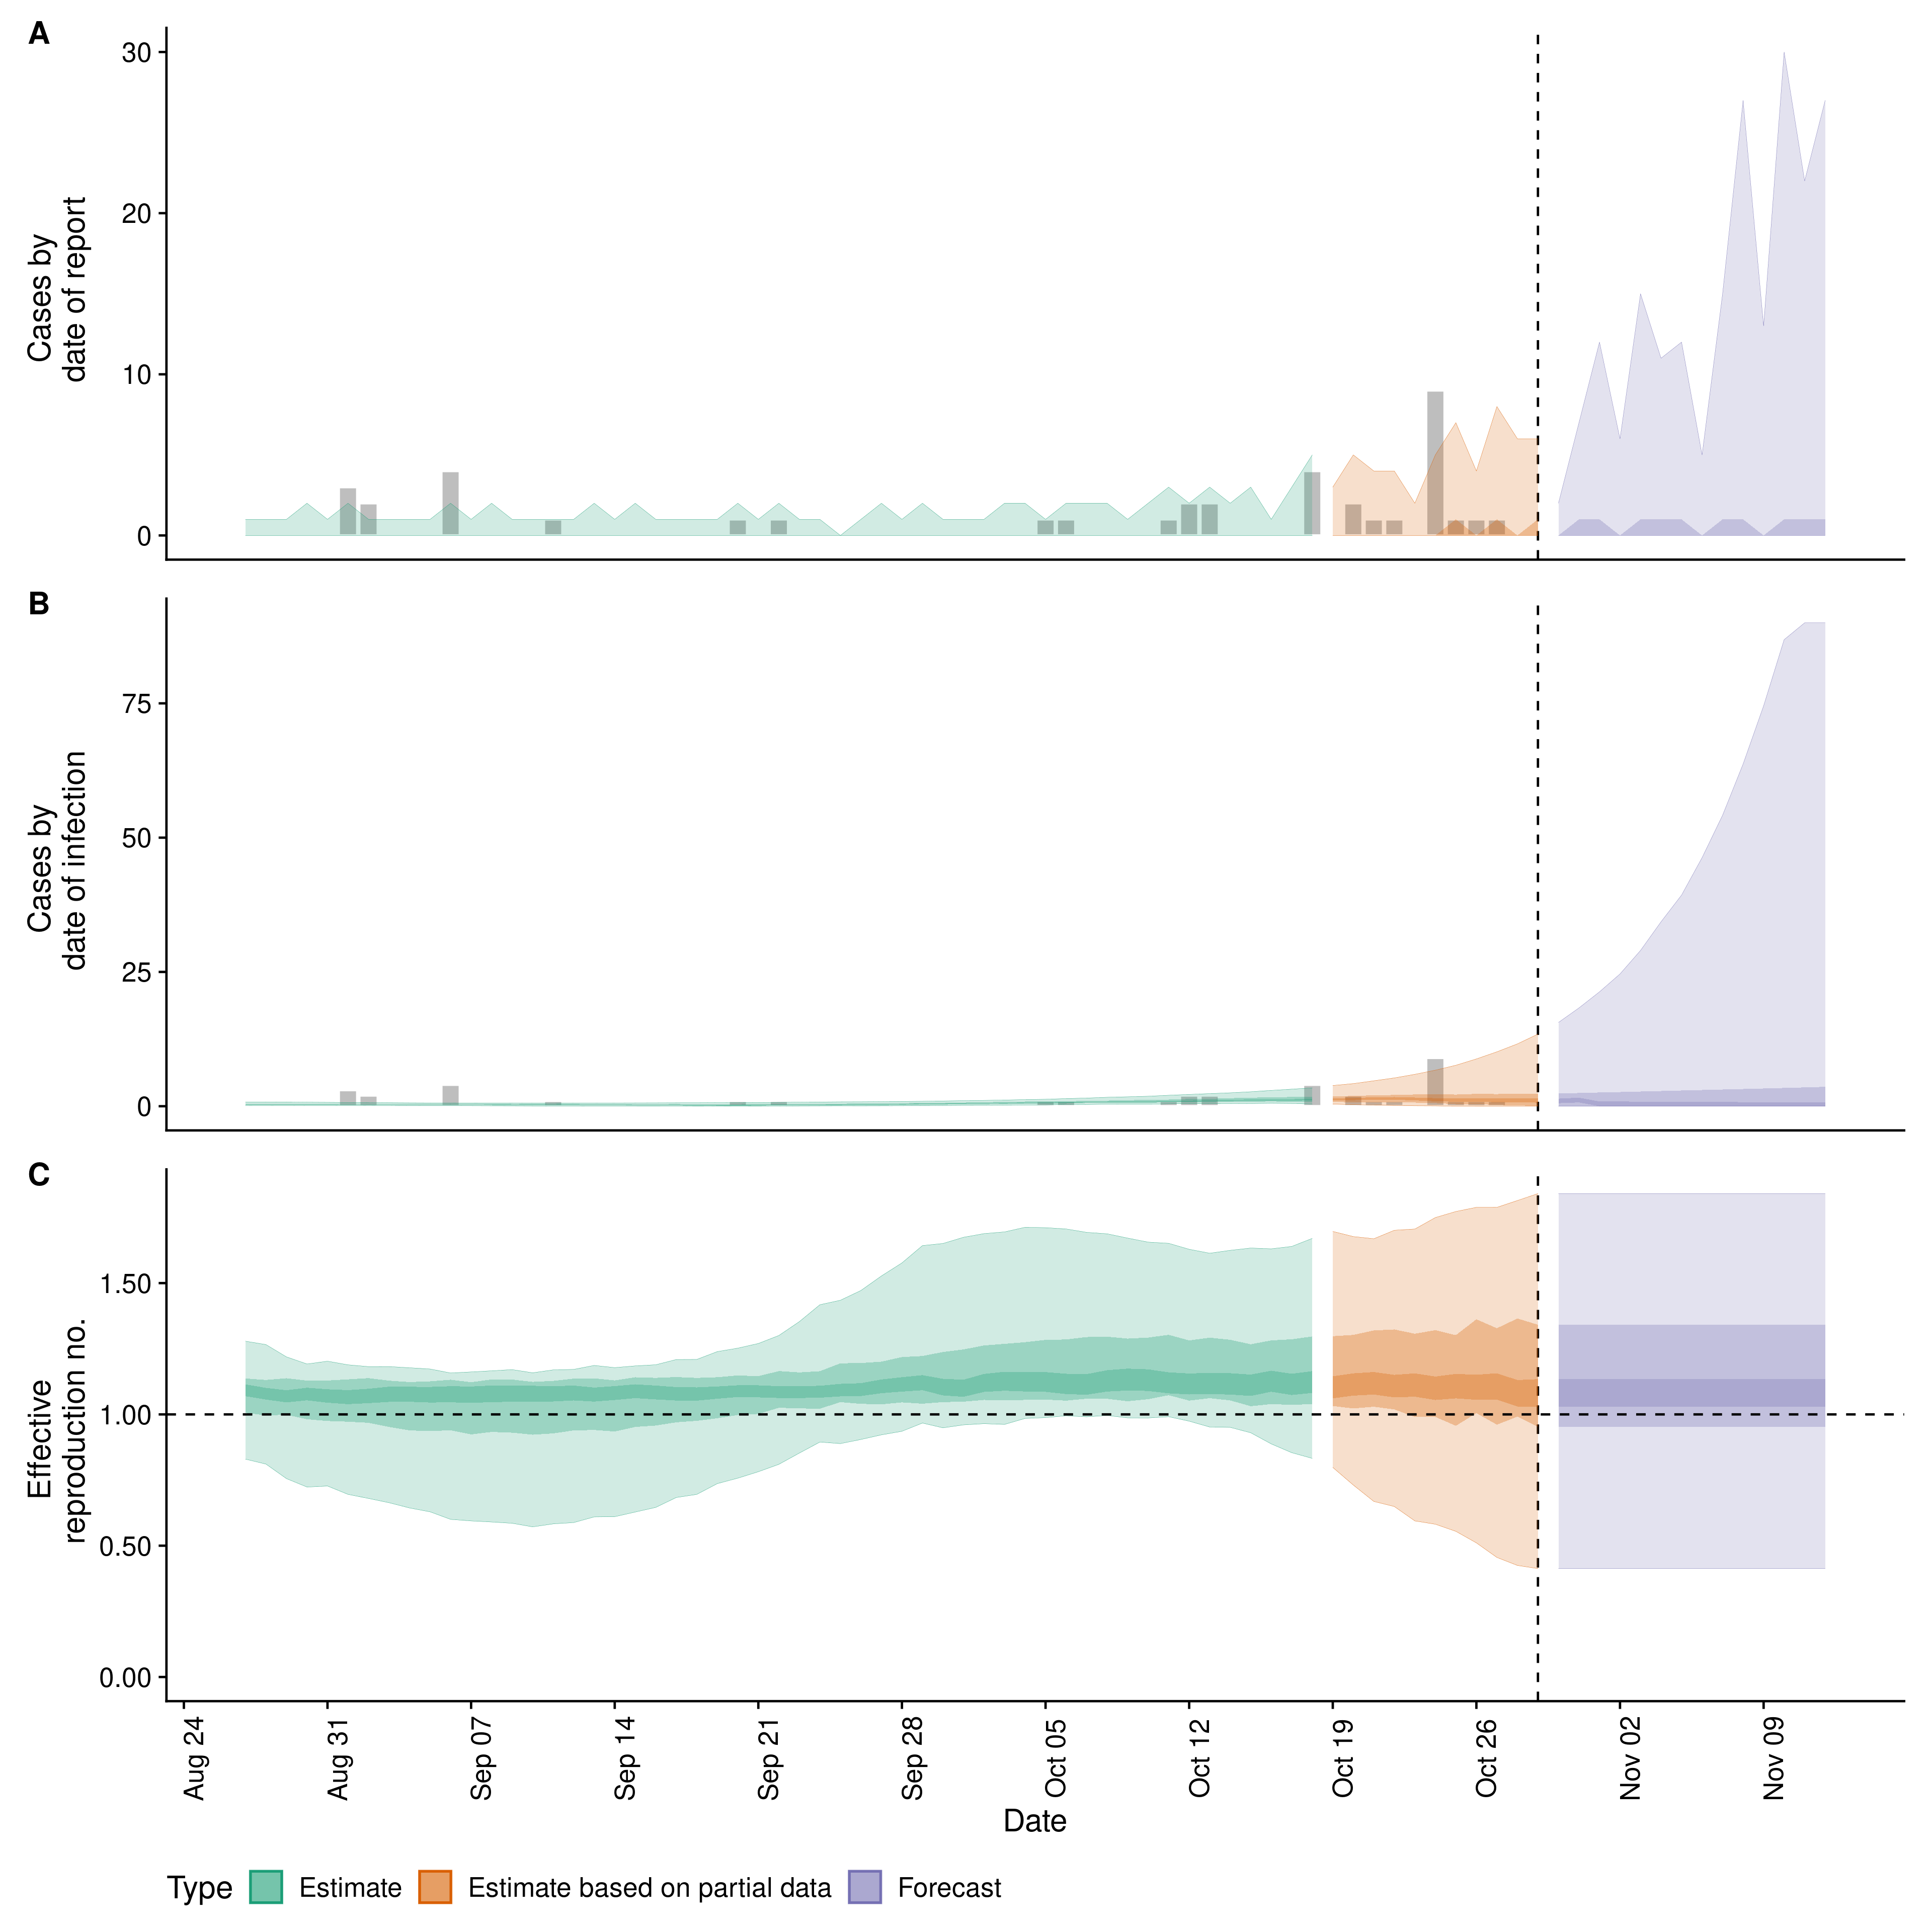 A
30
20
10
0
Cases by
date of report
B
75
50
25
0
Cases by
date of infection
C
1.50
1.00
0.50
0.00
Effective
reproduction no.
Aug 24
Aug 31
Sep 07
Sep 14
Sep 21
Sep 28
Oct 05
Oct 12
Oct 19
Oct 26
Nov 02
Nov 09
Date
Type Estimate Estimate based on partial data Forecast